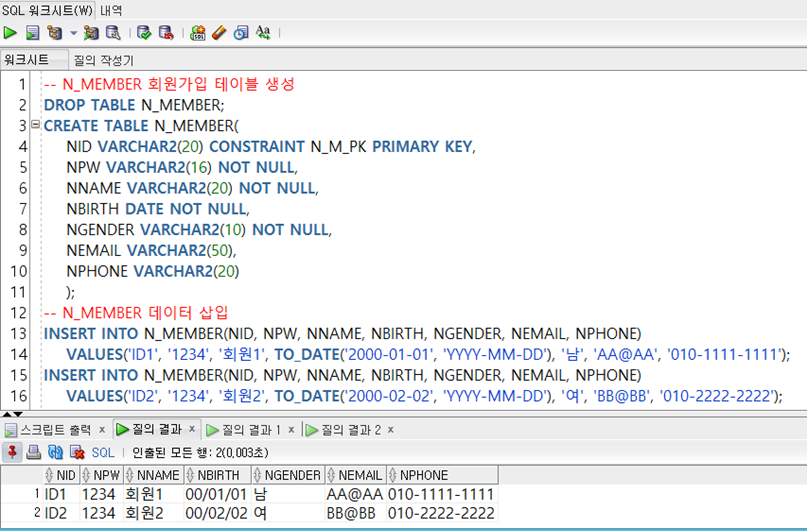 SQL 워크시트(W) 내역
워크시트 질의 작성기
1 -- N_MEMBER 회원가입 테이블 생성
2 DROP TABLE N_MEMBER;
3 CREATE TABLE N_MEMBER(
4 NID VARCHAR2(20) CONSTRAINT N_M_PK PRIMARY KEY,
5 NPW VARCHAR2(16) NOT NULL,
6 NNAME VARCHAR2(20) NOT NULL,
7 NBIRTH DATE NOT NULL,
8 NGENDER VARCHAR2(10) NOT NULL,
9 NEMAIL VARCHAR2(50),
10 NPHONE VARCHAR2(20)
11 );
12 -- N_MEMBER 데이터 삽입
13 INSERT INTO N_MEMBER(NID, NPW, NNAME, NBIRTH, NGENDER, NEMAIL, NPHONE)
14 VALUES('ID1', '1234', '회원1', TO_DATE('2000-01-01', 'YYYY-MM-DD'), '남', 'AA@AA', '010-1111-1111');
15 INSERT INTO N_MEMBER(NID, NPW, NNAME, NBIRTH, NGENDER, NEMAIL, NPHONE)
16 VALUES('ID2', '1234', '회원2', TO_DATE('2000-02-02', 'YYYY-MM-DD'), '여', 'BB@BB', '010-2222-2222');
스크립트 출력 x 질의 결과 x 질의 결과 1 x 질의 결과 2 x
SQL 인출된 모든 행: 2(0,003초)
NID NPW NNAME NBIRTH NGENDER NEMAIL NPHONE
1 ID1 1234 회원1 00/01/01 남 AA@AA 010-1111-1111
2 ID2 1234 회원2 00/02/02 여 BB@BB 010-2222-2222